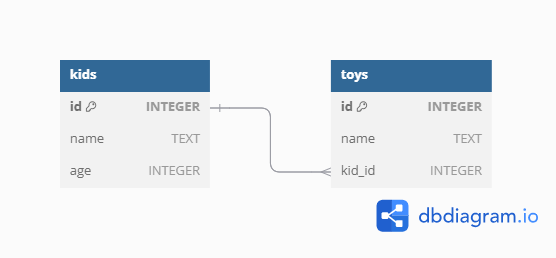 kids
id INTEGER
name TEXT
age INTEGER
toys
id INTEGER
name TEXT
kid_id INTEGER
dbdiagram.io